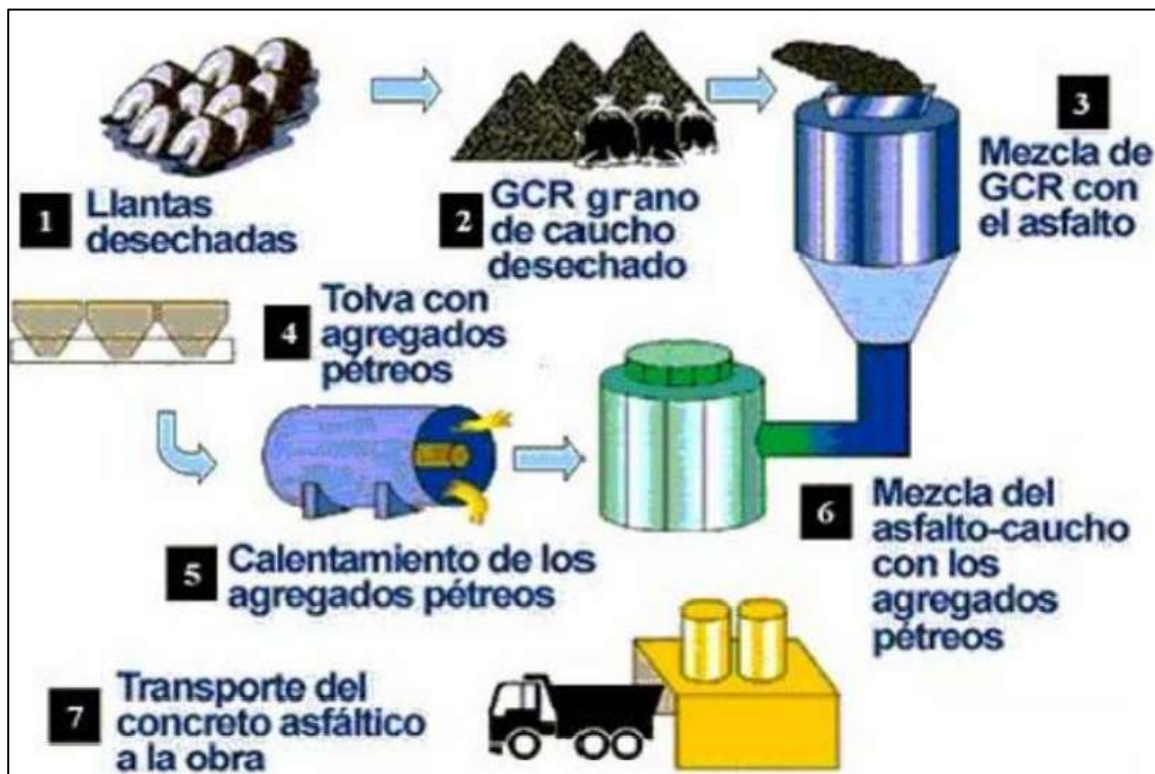 1 Llantas
desechadas
2 GCR grano
de caucho
desechado
3
Mezcla de
GCR con
el asfalto
4 Tolva con
agregados
pétreos
5 Calentamiento de los
agregados pétreos
6 Mezcla del
asfalto-caucho
con los
agregados
pétreos
7 Transporte del
concreto asfáltico
a la obra